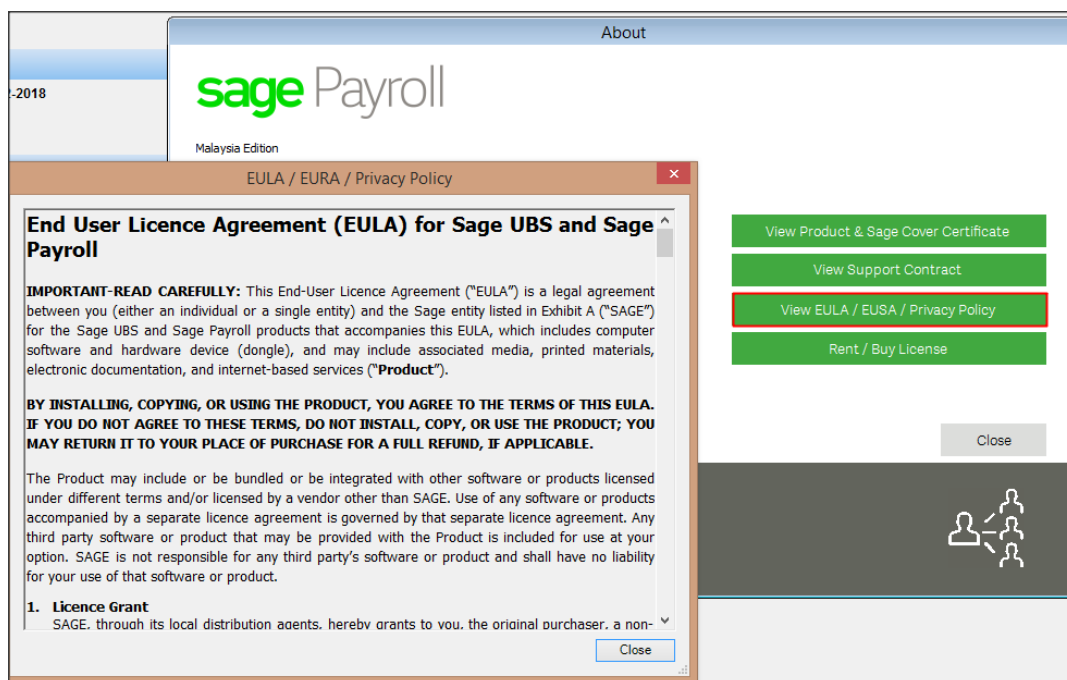 About
2-2018
sage Payroll
Malaysia Edition
EULA / EURA / Privacy Policy
End User Licence Agreement (EULA) for Sage UBS and Sage
Payroll
IMPORTANT-READ CAREFULLY: This End-User Licence Agreement (“EULA”) is a legal agreement
between you (either an individual or a single entity) and the Sage entity listed in Exhibit A (“SAGE”)
for the Sage UBS and Sage Payroll products that accompanies this EULA, which includes computer
software and hardware device (dongle), and may include associated media, printed materials,
electronic documentation, and internet-based services (“Product”).
BY INSTALLING, COPYING, OR USING THE PRODUCT, YOU AGREE TO THE TERMS OF THIS EULA.
IF YOU DO NOT AGREE TO THESE TERMS, DO NOT INSTALL, COPY, OR USE THE PRODUCT; YOU
MAY RETURN IT TO YOUR PLACE OF PURCHASE FOR A FULL REFUND, IF APPLICABLE.
The Product may include or be bundled or be integrated with other software or products licensed
under different terms and/or licensed by a vendor other than SAGE. Use of any software or products
accompanied by a separate licence agreement is governed by that separate licence agreement. Any
third party software or product that may be provided with the Product is included for use at your
option. SAGE is not responsible for any third party’s software or product and shall have no liability
for your use of that software or product.
1. Licence Grant
SAGE, through its local distribution agents, hereby grants to you, the original purchaser, a non-
Close
View Product & Sage Cover Certificate
View Support Contract
View EULA / EUSA / Privacy Policy
Rent / Buy License
Close